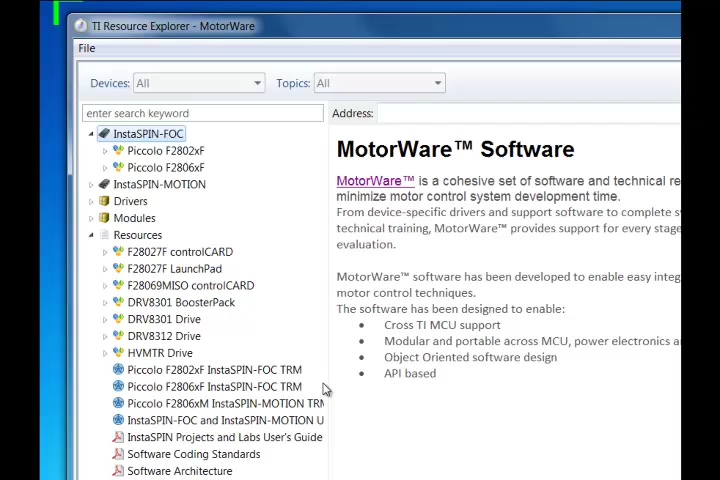 TI Resource Explorer - MotorWare
File
Devices: All Topics: All
enter search keyword
Address:
InstaSPIN-FOC
Piccolo F2802xF
Piccolo F2806xF
InstaSPIN-MOTION
Drivers
Modules
Resources
F28027F controlCARD
F28027F LaunchPad
F28069MISO controlCARD
DRV8301 BoosterPack
DRV8301 Drive
DRV8312 Drive
HVMTR Drive
Piccolo F2802xF InstaSPIN-FOC TRM
Piccolo F2806xF InstaSPIN-FOC TRM
Piccolo F2806xM InstaSPIN-MOTION TRM
InstaSPIN-FOC and InstaSPIN-MOTION U
InstaSPIN Projects and Labs User's Guide
Software Coding Standards
Software Architecture
MotorWare™ Software
MotorWare™ is a cohesive set of software and technical re
minimize motor control system development time.
From device-specific drivers and support software to complete sy
technical training, MotorWare™ provides support for every stage
evaluation.
MotorWare™ software has been developed to enable easy integ
motor control techniques.
The software has been designed to enable:
• Cross TI MCU support
• Modular and portable across MCU, power electronics a
• Object Oriented software design
• API based